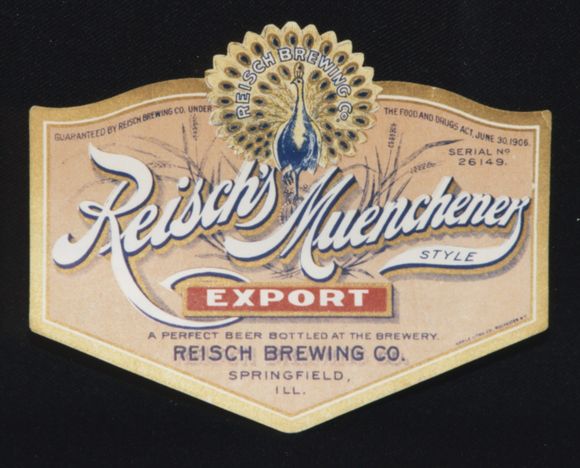 REISCH BREWING Co
GUARANTEED BY REISCH BREWING CO. UNDER THE FOOD AND DRUGS ACT, JUNE 30, 1906.
SERIAL No
26149.
Reisch's Muenchener
STYLE
EXPORT
A PERFECT BEER BOTTLED AT THE BREWERY.
REISCH BREWING CO.
SPRINGFIELD,
ILL.